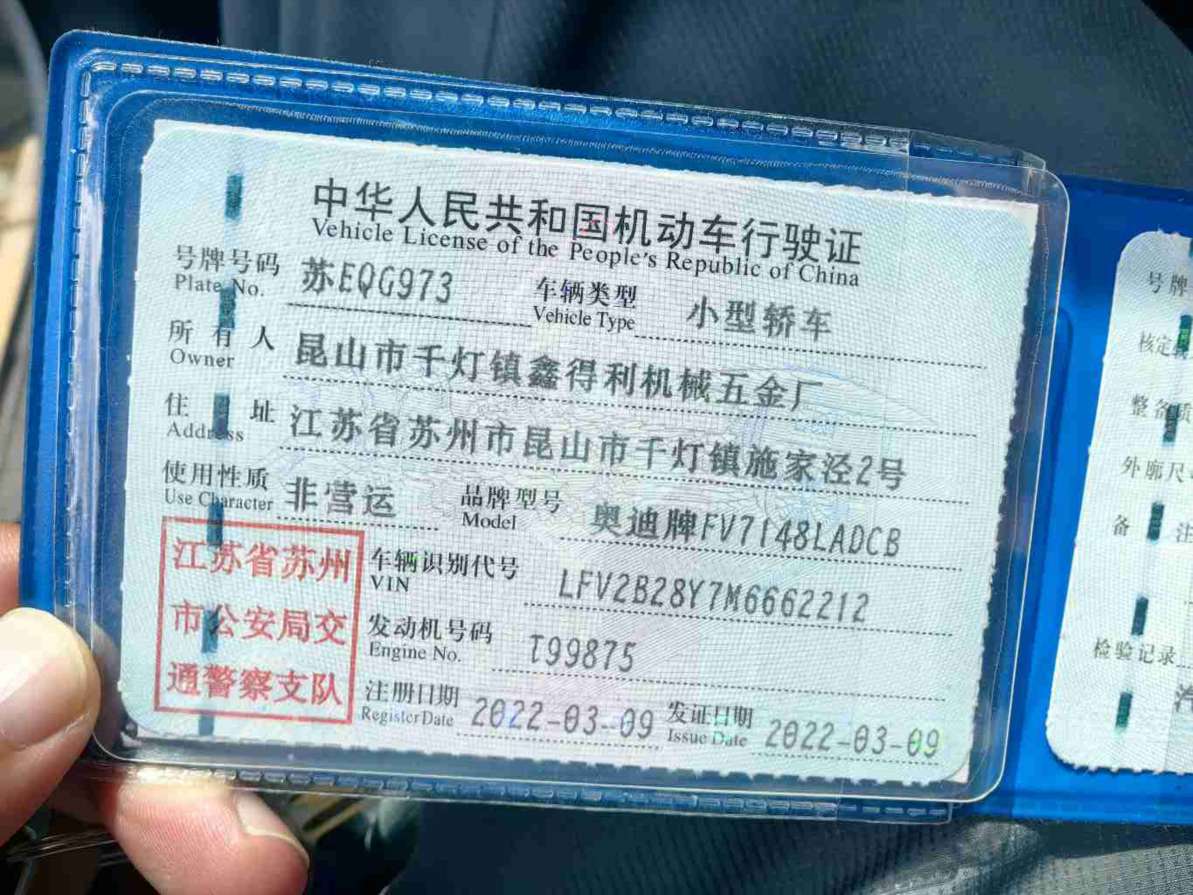 中华人民共和国机动车行驶证
Vehicle License of the People's Republic of China
号牌号码 苏EQG973 车辆类型 小型轿车
Plate No. Vehicle Type
所有人 昆山市千灯镇鑫得利机械五金厂
Owner
住址 江苏省苏州市昆山市千灯镇施家泾2号
Address
使用性质 非营运 品牌型号 奥迪牌FV7148LADCB
Use Character Model
江苏省苏州
市公安局交
通警察支队
车辆识别代号 LFV2B28Y7M6662212
VIN
发动机号码 T99875
Engine No.
注册日期 2022-03-09 发证日期 2022-03-09
Register Date Issue Date
号牌
核定
整备质
外廓尺
备注
检验记录